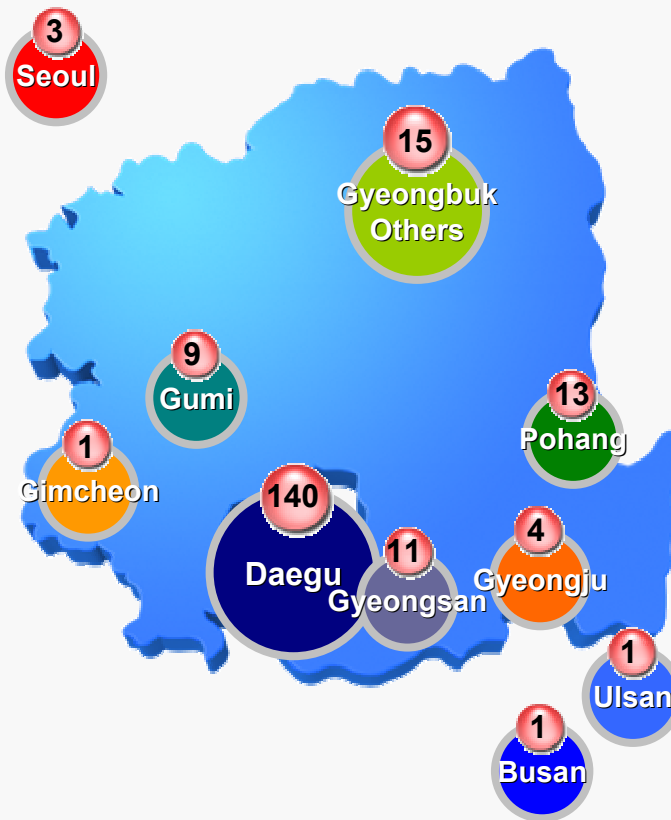 3
Seoul
15
Gyeongbuk
Others
9
Gumi
13
Pohang
1
Gimcheon
140
Daegu
11
Gyeongsan
4
Gyeongju
1
Ulsan
1
Busan